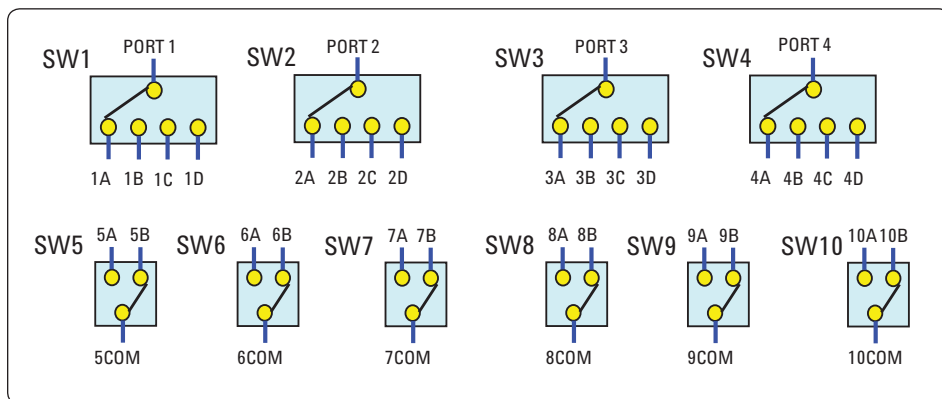 SW1 PORT 1 SW2 PORT 2 SW3 PORT 3 SW4 PORT 4
1A 1B 1C 1D 2A 2B 2C 2D 3A 3B 3C 3D 4A 4B 4C 4D
SW5 5A 5B SW6 6A 6B SW7 7A 7B SW8 8A 8B SW9 9A 9B SW10 10A 10B
5COM 6COM 7COM 8COM 9COM 10COM